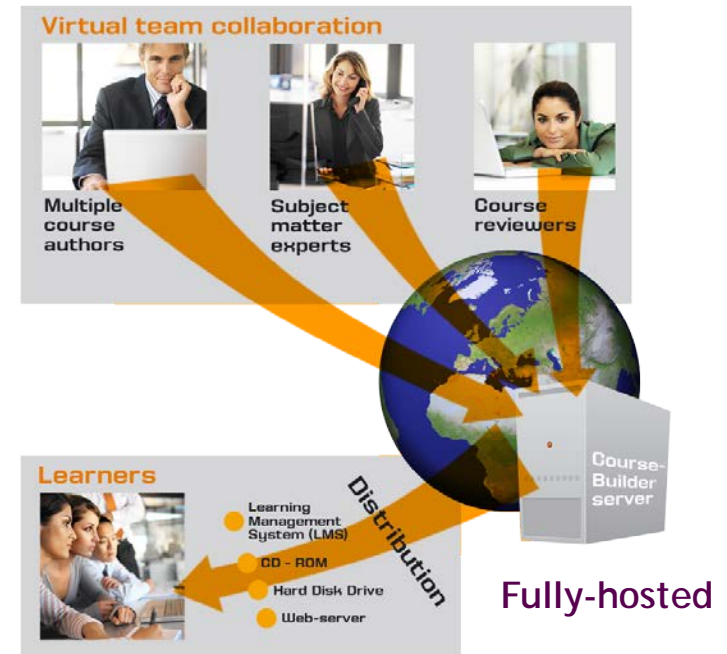 Virtual team collaboration
Multiple
course
authors
Subject
matter
experts
Course
reviewers
Course-
Builder
server
Fully-hosted
Learners
Learning
Management
System (LMS)
CD - ROM
Hard Disk Drive
Web-server
Distribution